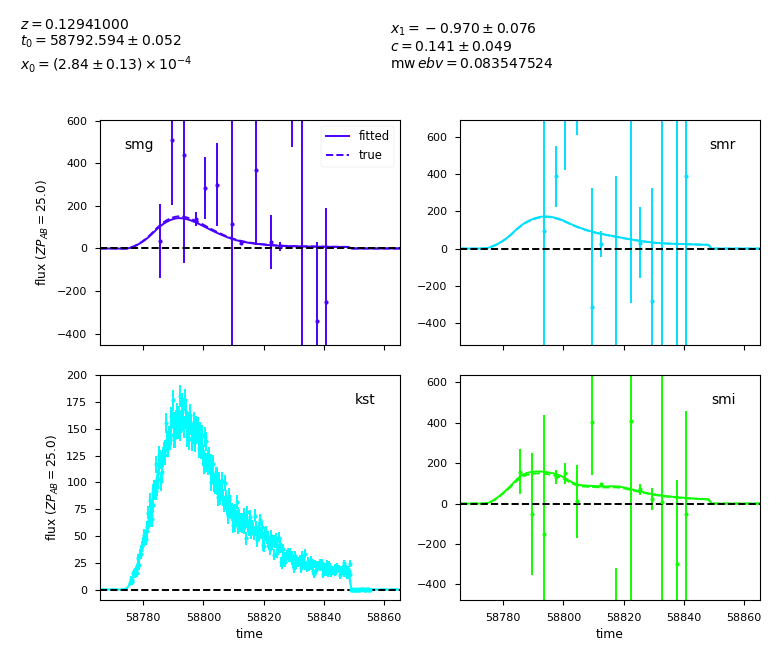 z = 0.12941000
t₀ = 58792.594 ± 0.052
x₀ = (2.84 ± 0.13) × 10⁻⁴
x₁ = −0.970 ± 0.076
c = 0.141 ± 0.049
mw ebv = 0.083547524
600
400
200
0
−200
−400
flux (ZP_AB = 25.0)
smg
fitted
true
600
400
200
0
−200
−400
smr
200
175
150
125
100
75
50
25
0
flux (ZP_AB = 25.0)
kst
58780 58800 58820 58840 58860
time
600
400
200
0
−200
−400
smi
58780 58800 58820 58840 58860
time